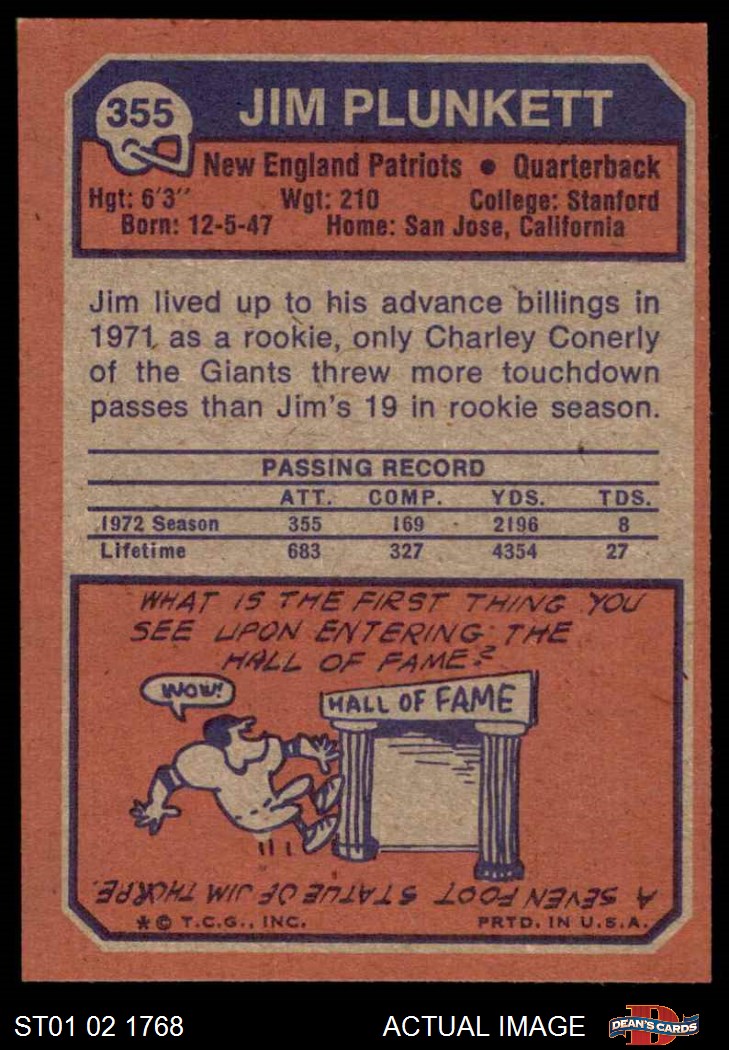 355
JIM PLUNKETT
New England Patriots • Quarterback
Hgt: 6'3" Wgt: 210 College: Stanford
Born: 12-5-47 Home: San Jose, California
Jim lived up to his advance billings in
1971 as a rookie, only Charley Conerly
of the Giants threw more touchdown
passes than Jim's 19 in rookie season.
PASSING RECORD
ATT. COMP. YDS. TDS.
1972 Season 355 169 2196 8
Lifetime 683 327 4354 27
WHAT IS THE FIRST THING YOU
SEE UPON ENTERING THE
HALL OF FAME?
WOW!
HALL OF FAME
A SEVEN FOOT STATUE OF JIM THORPE.
* © T.C.G., INC. PRTD. IN U.S.A.
ST01 02 1768 ACTUAL IMAGE DEAN'S CARDS